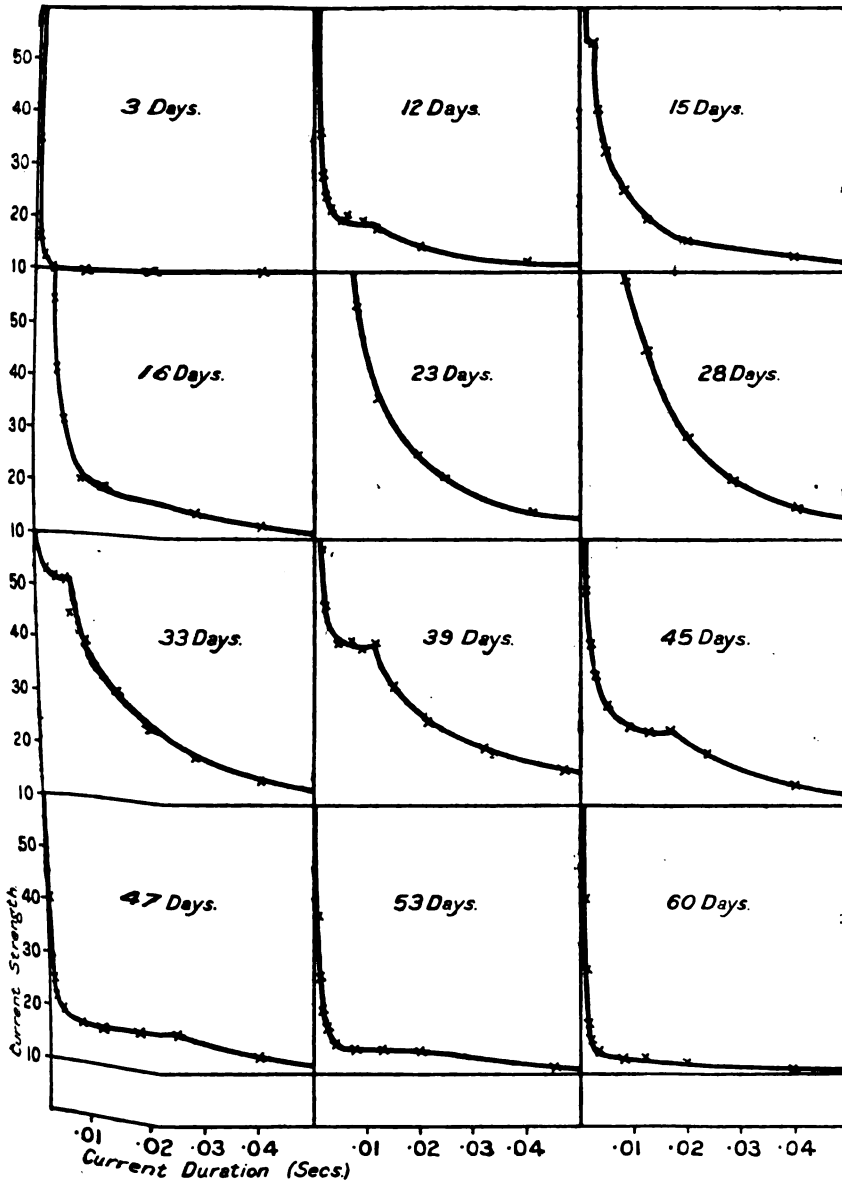 50
40
30
20
10
3 Days.
12 Days.
15 Days.
50
40
30
20
10
16 Days.
23 Days.
28 Days.
50
40
30
20
10
33 Days.
39 Days.
45 Days.
50
40
30
20
10
Current Strength.
47 Days.
53 Days.
60 Days.
·01 ·02 ·03 ·04
·01 ·02 ·03 ·04
·01 ·02 ·03 ·04
Current Duration (Secs.)